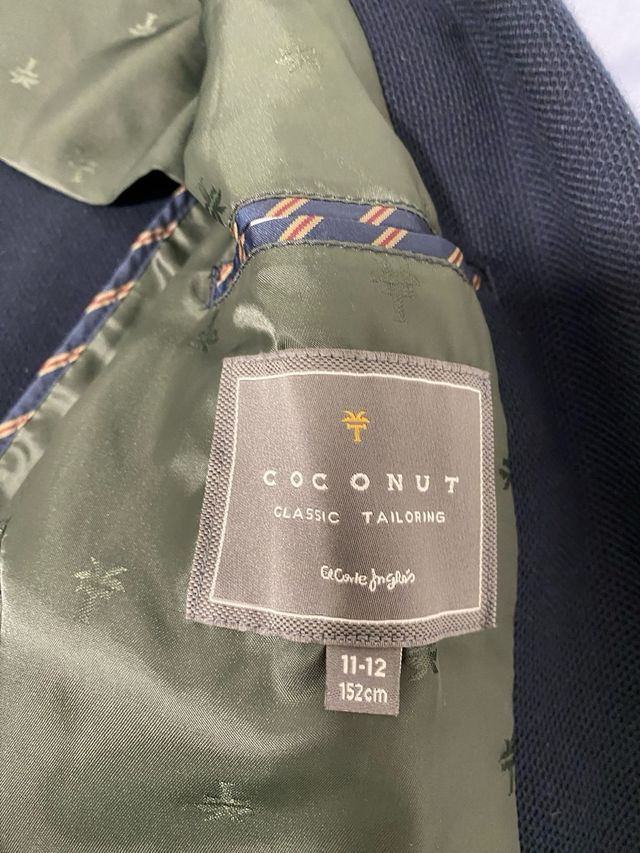 COCONUT
CLASSIC TAILORING
El Corte Inglés
11-12
152cm